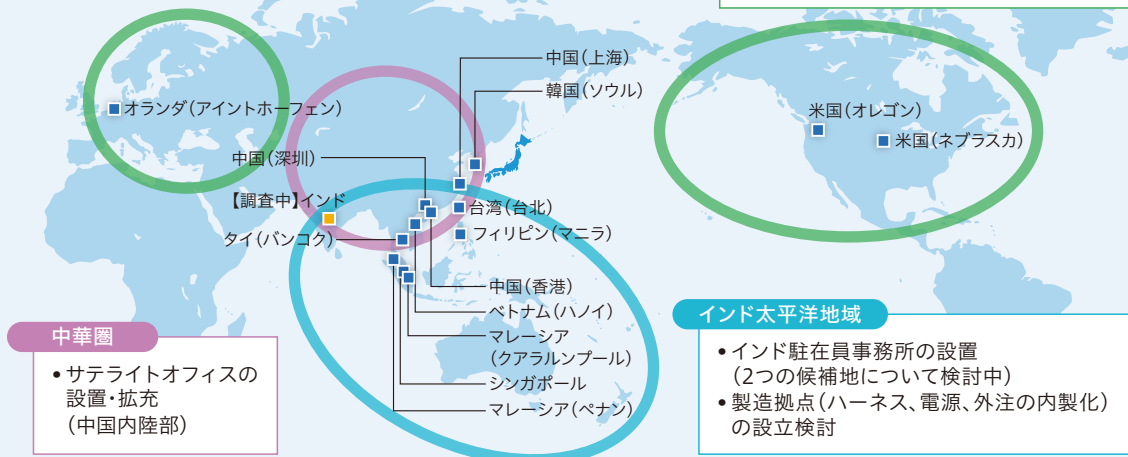 中国(上海)
韓国(ソウル)
オランダ(アイントホーフェン)
米国(オレゴン)
米国(ネブラスカ)
中国(深圳)
【調査中】インド
台湾(台北)
タイ(バンコク)
フィリピン(マニラ)
中国(香港)
ベトナム(ハノイ)
マレーシア
(クアラルンプール)
シンガポール
マレーシア(ペナン)
中華圏
•サテライトオフィスの
設置・拡充
(中国内陸部)
インド太平洋地域
•インド駐在員事務所の設置
(2つの候補地について検討中)
•製造拠点(ハーネス、電源、外注の内製化)
の設立検討